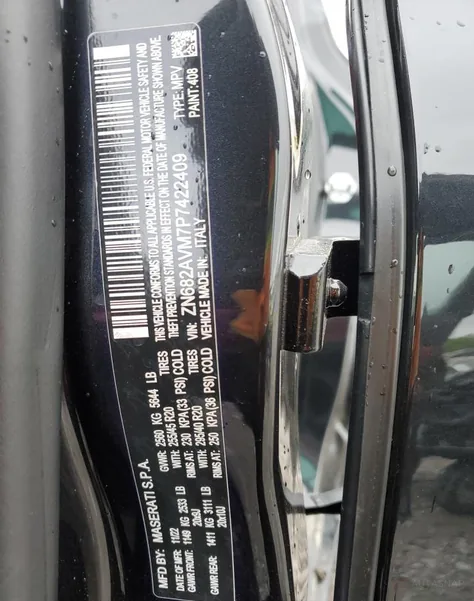 MFD BY: MASERATI S.P.A.
DATE OF MFR: 11/22
GVWR: 2560 KG 5644 LB
GAWR FRONT: 1149 KG 2533 LB
WITH: 255/45 R20 TIRES
20x9J
RIMS AT: 230 KPA(33 PSI) COLD
GAWR REAR: 1411 KG 3111 LB
WITH: 295/40 R20 TIRES
20x10J
RIMS AT: 250 KPA(36 PSI) COLD
THIS VEHICLE CONFORMS TO ALL APPLICABLE U.S. FEDERAL MOTOR VEHICLE SAFETY AND
THEFT PREVENTION STANDARDS IN EFFECT ON THE DATE OF MANUFACTURE SHOWN ABOVE.
VIN: ZN682AVM7P7422409
TYPE: MPV
VEHICLE MADE IN: ITALY
PAINT: 408